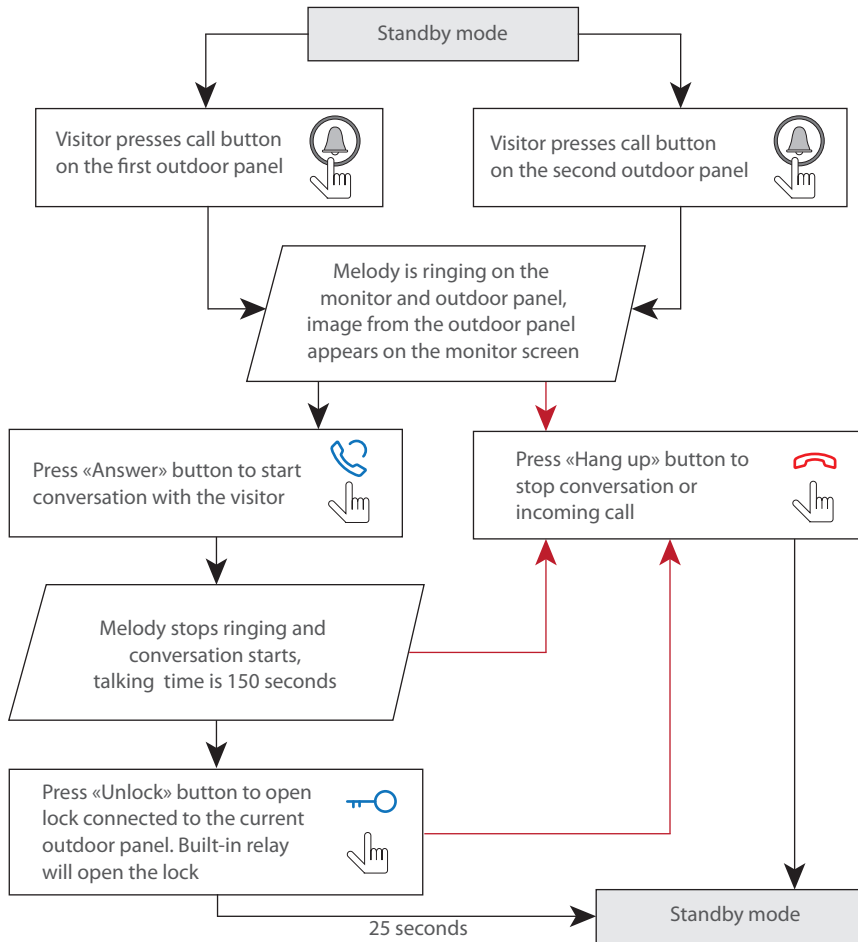 Standby mode
Visitor presses call button
on the first outdoor panel
Visitor presses call button
on the second outdoor panel
Melody is ringing on the
monitor and outdoor panel,
image from the outdoor panel
appears on the monitor screen
Press «Answer» button to start
conversation with the visitor
Press «Hang up» button to
stop conversation or
incoming call
Melody stops ringing and
conversation starts,
talking time is 150 seconds
Press «Unlock» button to open
lock connected to the current
outdoor panel. Built-in relay
will open the lock
25 seconds
Standby mode